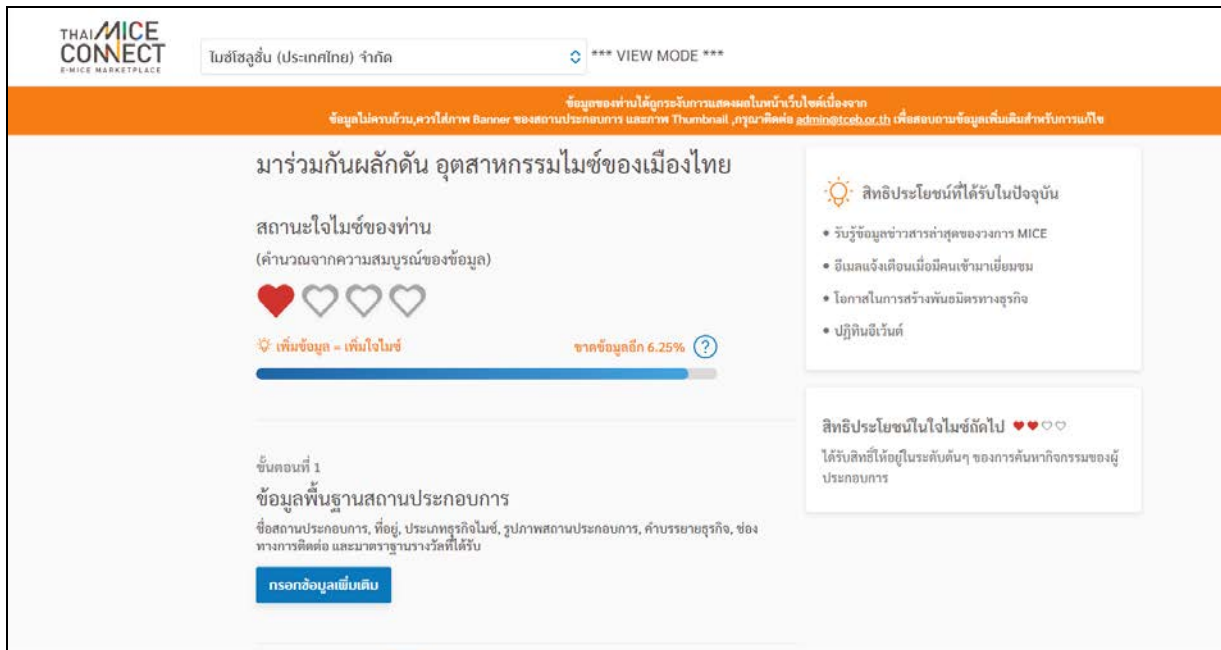 THAI MICE
CONNECT
E-MICE MARKETPLACE
ไมซ์โซลูชั่น (ประเทศไทย) จำกัด
*** VIEW MODE ***
ข้อมูลของท่านได้ถูกระงับการแสดงผลในหน้าเว็บไซต์เนื่องจาก
ข้อมูลไม่ครบถ้วน,ควรใส่ภาพ Banner ของสถานประกอบการ และภาพ Thumbnail ,กรุณาติดต่อ admin@tceb.or.th เพื่อสอบถามข้อมูลเพิ่มเติมสำหรับการแก้ไข
มาร่วมกันผลักดัน อุตสาหกรรมไมซ์ของเมืองไทย
สถานะใจไมซ์ของท่าน
(คำนวณจากความสมบูรณ์ของข้อมูล)
เพิ่มข้อมูล = เพิ่มใจไมซ์
ขาดข้อมูลอีก 6.25% ?
ขั้นตอนที่ 1
ข้อมูลพื้นฐานสถานประกอบการ
ชื่อสถานประกอบการ, ที่อยู่, ประเภทธุรกิจไมซ์, รูปภาพสถานประกอบการ, คำบรรยายธุรกิจ, ช่อง
ทางการติดต่อ และมาตราฐานรางวัลที่ได้รับ
กรอกข้อมูลเพิ่มเติม
สิทธิประโยชน์ที่ได้รับในปัจจุบัน
• รับรู้ข้อมูลข่าวสารล่าสุดของวงการ MICE
• อีเมลแจ้งเตือนเมื่อมีคนเข้ามาเยี่ยมชม
• โอกาสในการสร้างพันธมิตรทางธุรกิจ
• ปฏิทินอีเว้นต์
สิทธิประโยชน์ในใจไมซ์ถัดไป
ได้รับสิทธิ์ให้อยู่ในระดับต้นๆ ของการค้นหากิจกรรมของผู้
ประกอบการ